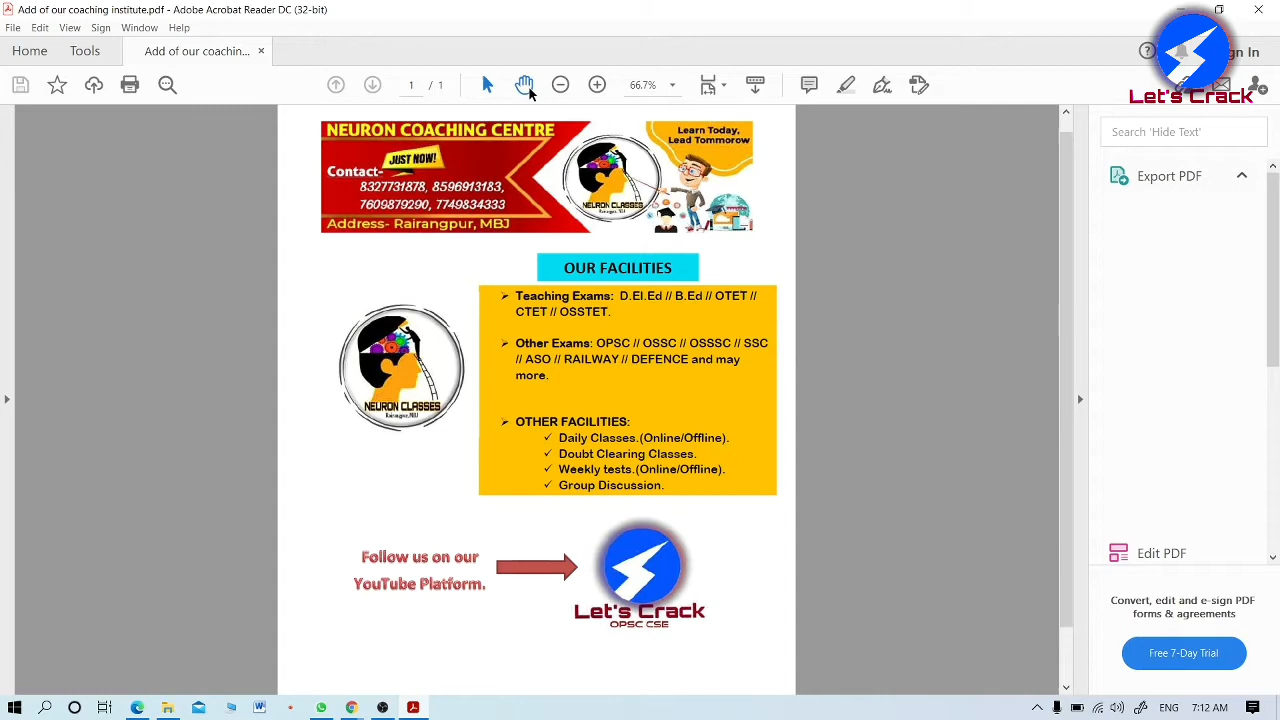 Add of our coaching institute.pdf - Adobe Acrobat Reader DC (32-bit)
File Edit View Sign Window Help
Home Tools Add of our coachin... ×
In
1 / 1 66.7%
Let's Crack
Search 'Hide Text'
Export PDF
NEURON COACHING CENTRE
JUST NOW!
Contact-
8327731878, 8596913183,
7609879290, 7749834333
Address- Rairangpur, MBJ
NEURON CLASSES
Rairangpur, MBJ
Learn Today,
Lead Tommorow
OUR FACILITIES
➢ Teaching Exams: D.El.Ed // B.Ed // OTET //
CTET // OSSTET.
➢ Other Exams: OPSC // OSSC // OSSSC // SSC
// ASO // RAILWAY // DEFENCE and may
more.
➢ OTHER FACILITIES:
✓ Daily Classes.(Online/Offline).
✓ Doubt Clearing Classes.
✓ Weekly tests.(Online/Offline).
✓ Group Discussion.
NEURON CLASSES
Rairangpur, MBJ
Follow us on our
YouTube Platform.
Let's Crack
OPSC CSE
Edit PDF
Convert, edit and e-sign PDF
forms & agreements
Free 7-Day Trial
ENG 7:12 AM